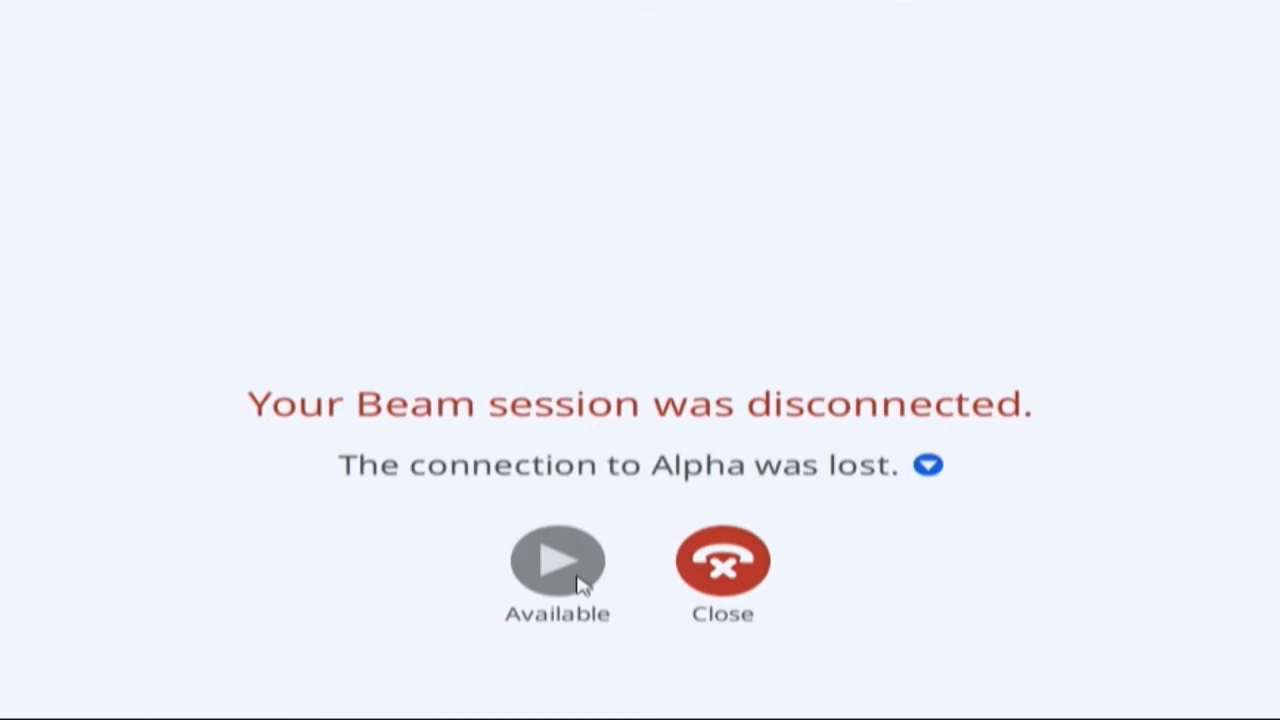 Your Beam session was disconnected.
The connection to Alpha was lost.
Available
Close